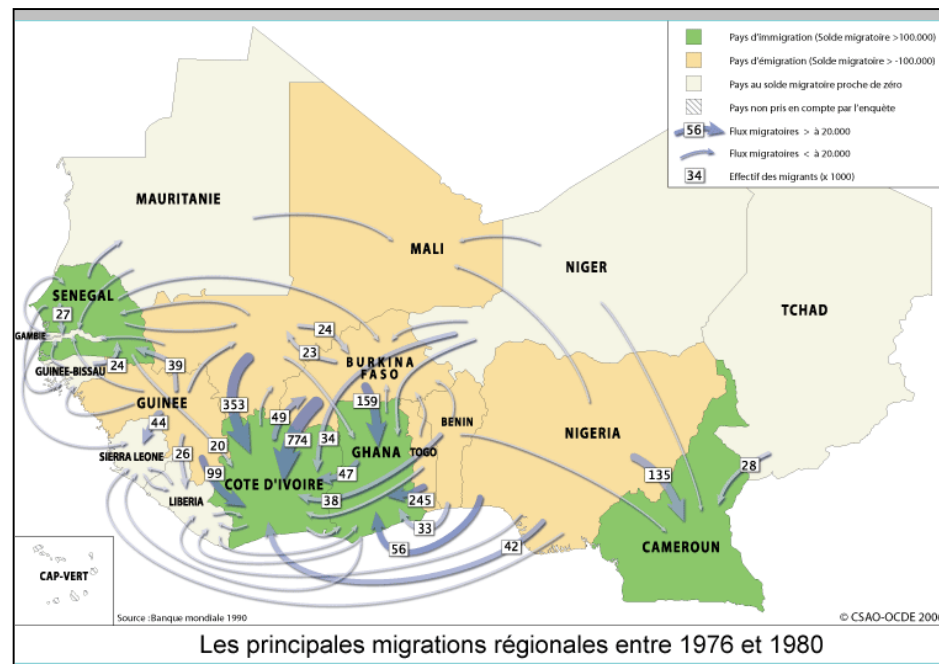 Pays d'immigration (Solde migratoire >100.000)
Pays d'émigration (Solde migratoire > -100.000)
Pays au solde migratoire proche de zéro
Pays non pris en compte par l'enquête
56 Flux migratoires > à 20.000
Flux migratoires < à 20.000
34 Effectif des migrants (x 1000)
MAURITANIE
MALI
NIGER
TCHAD
SENEGAL
27
GAMBIE
24
23
GUINEE-BISSAU
24
39
BURKINA
FASO
GUINEE
353
159
44
49
BENIN
NIGERIA
20
774
34
GHANA
TOGO
SIERRA LEONE
26
99
47
135
28
COTE D'IVOIRE
LIBERIA
38
245
33
56
42
CAMEROUN
CAP-VERT
Source : Banque mondiale 1990
© CSAO-OCDE 200
Les principales migrations régionales entre 1976 et 1980